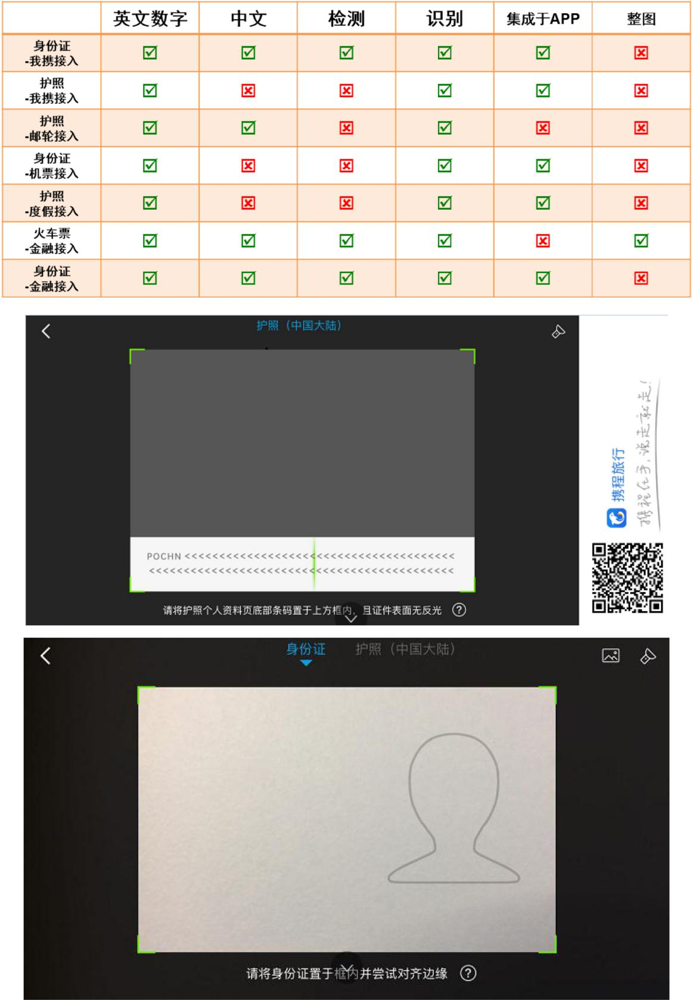 英文数字 中文 检测 识别 集成于APP 整图
身份证
-我携接入
护照
-我携接入
护照
-邮轮接入
身份证
-机票接入
护照
-度假接入
火车票
-金融接入
身份证
-金融接入
护照（中国大陆）
POCHN <<<<<<<<<<<<<<<<<<<<<<<<<<<<<<<<<<<<<<<
<<<<<<<<<<<<<<<<<<<<<<<<<<<<<<<<<<<<<<<<<<<<
请将护照个人资料页底部条码置于上方框内，且证件表面无反光 ?
携程旅行
携程在手,说走就走!
身份证 护照（中国大陆）
请将身份证置于框内并尝试对齐边缘 ?